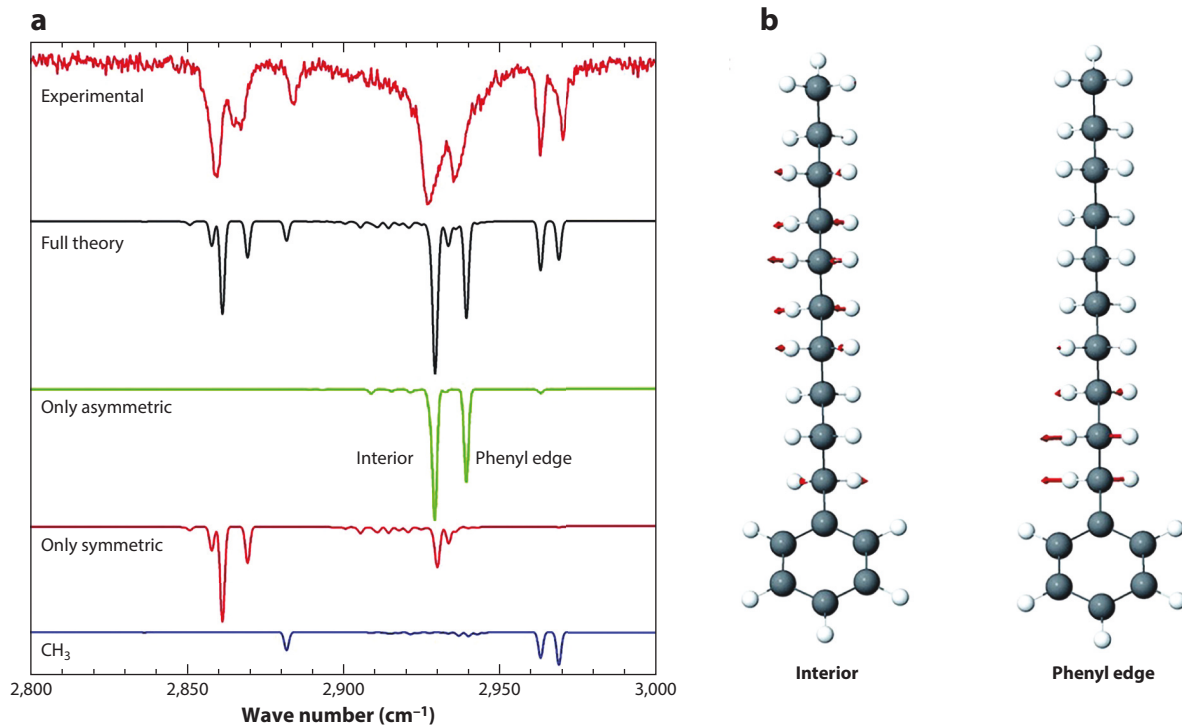 a
b
Experimental
Full theory
Only asymmetric
Interior
Phenyl edge
Only symmetric
CH₃
2,800
2,850
2,900
2,950
3,000
Wave number (cm⁻¹)
Interior
Phenyl edge